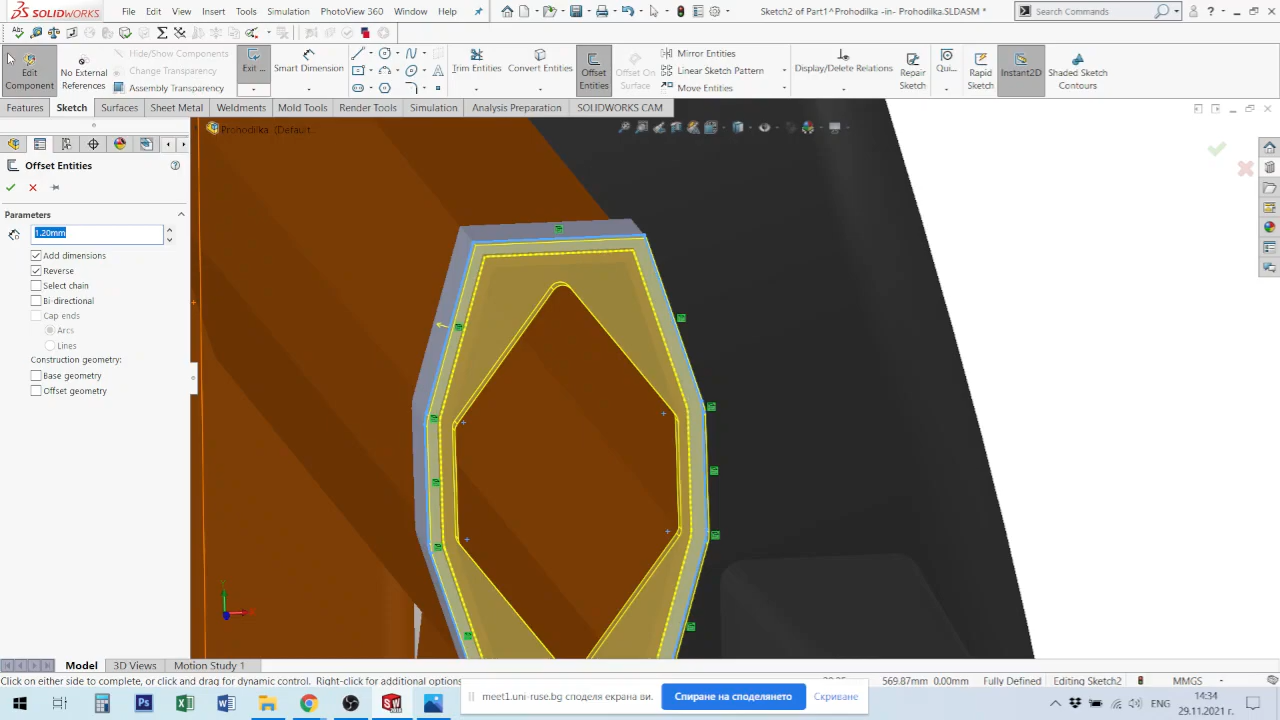 SOLIDWORKS
File Edit View Insert Tools Simulation PhotoView 360 Window Help
Sketch2 of Part1^Prohodilka -in- Prohodilka.SLDASM *
Search Commands
Hide/Show Components
Change Transparency
Assembly Transparency
Edit Component
No External References
Exit ...
Smart Dimension
Trim Entities
Convert Entities
Offset Entities
Offset On Surface
Mirror Entities
Linear Sketch Pattern
Move Entities
Display/Delete Relations
Repair Sketch
Qui...
Rapid Sketch
Instant2D
Shaded Sketch Contours
Features Sketch Surfaces Sheet Metal Weldments Mold Tools Render Tools Simulation Analysis Preparation SOLIDWORKS CAM
Prohodilka (Default...
Offset Entities
Parameters
1.20mm
Add dimensions
Reverse
Select chain
Bi-directional
Cap ends
Arcs
Lines
Construction geometry:
Base geometry
Offset geometry
Model 3D Views Motion Study 1
Click on either side to complete, or click and drag for dynamic control. Right-click for additional options
569.87mm 0.00mm Fully Defined Editing Sketch2 MMGS
meet1.uni-ruse.bg споделя екрана ви.
Спиране на споделянето
Скриване
ENG
14:34
29.11.2021 г.